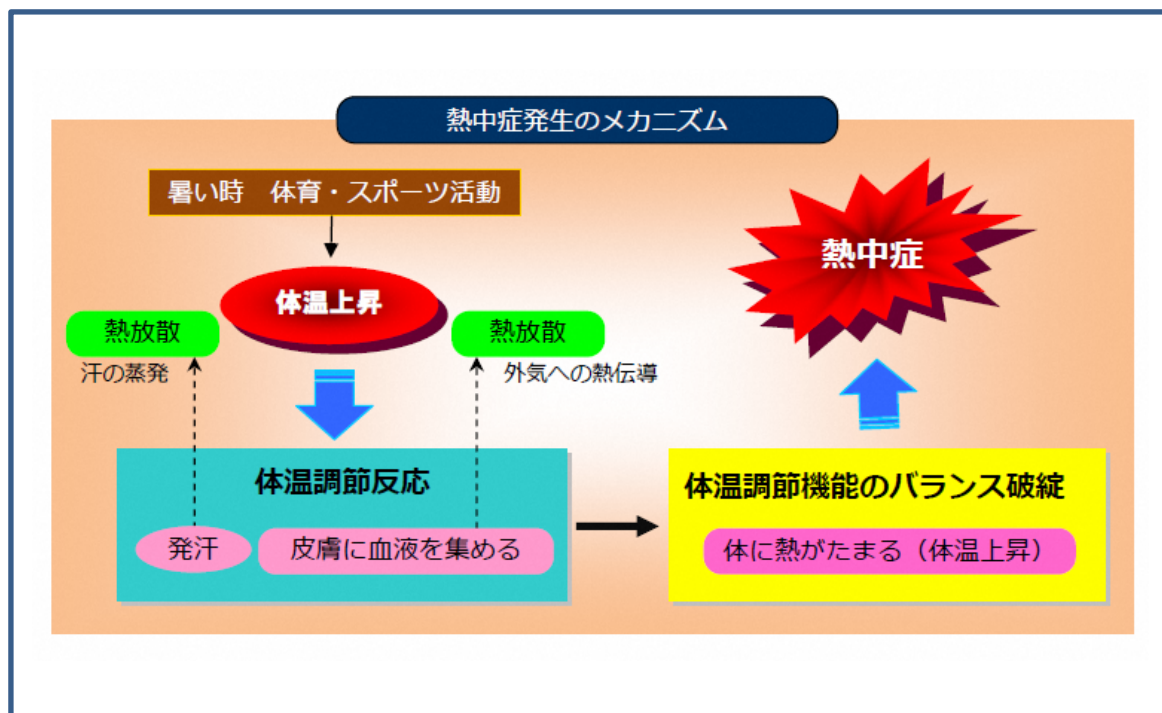 熱中症発生のメカニズム
暑い時　体育・スポーツ活動
体温上昇
熱放散
汗の蒸発
熱放散
外気への熱伝導
体温調節反応
発汗
皮膚に血液を集める
体温調節機能のバランス破綻
体に熱がたまる（体温上昇）
熱中症